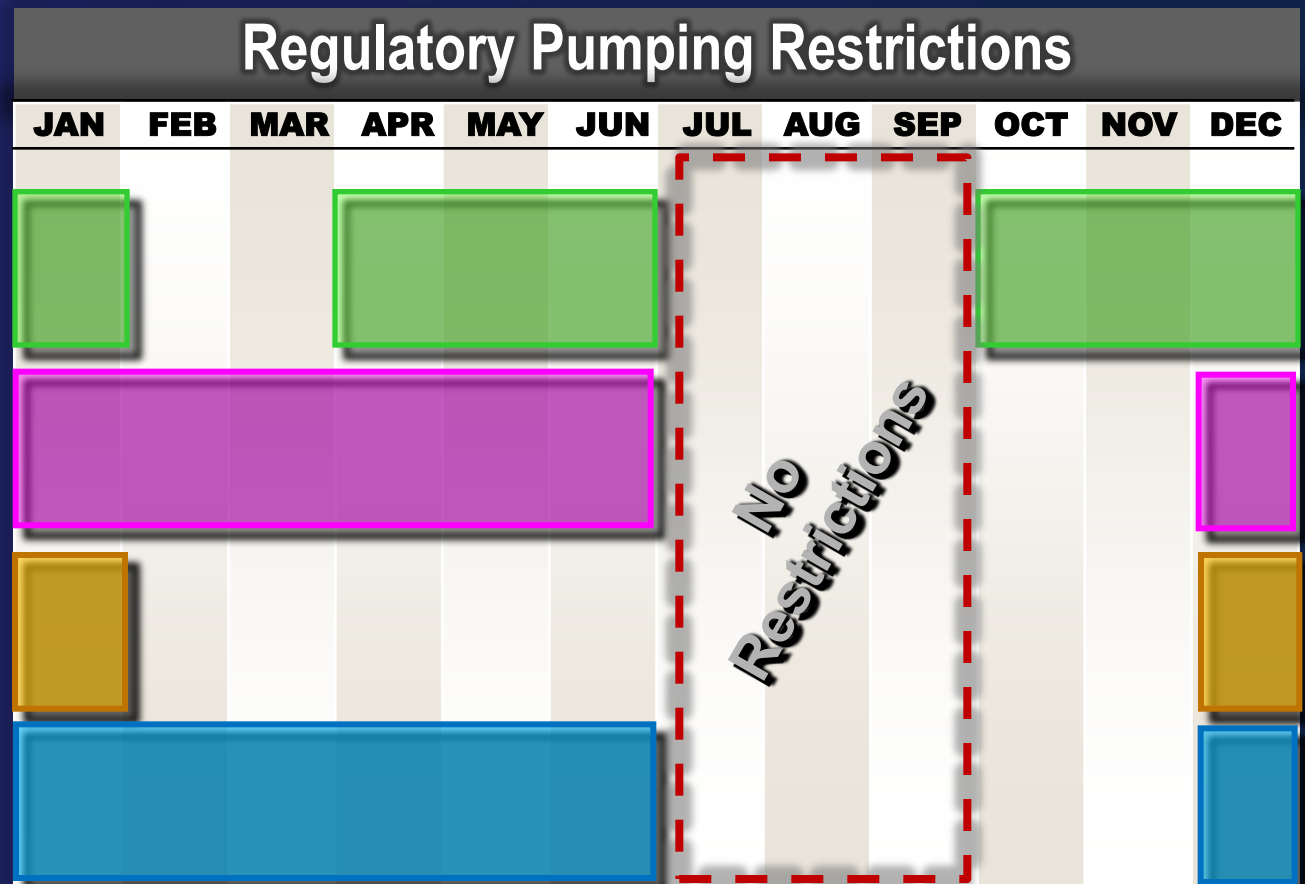 Regulatory Pumping Restrictions
JAN FEB MAR APR MAY JUN JUL AUG SEP OCT NOV DEC
No
Restrictions